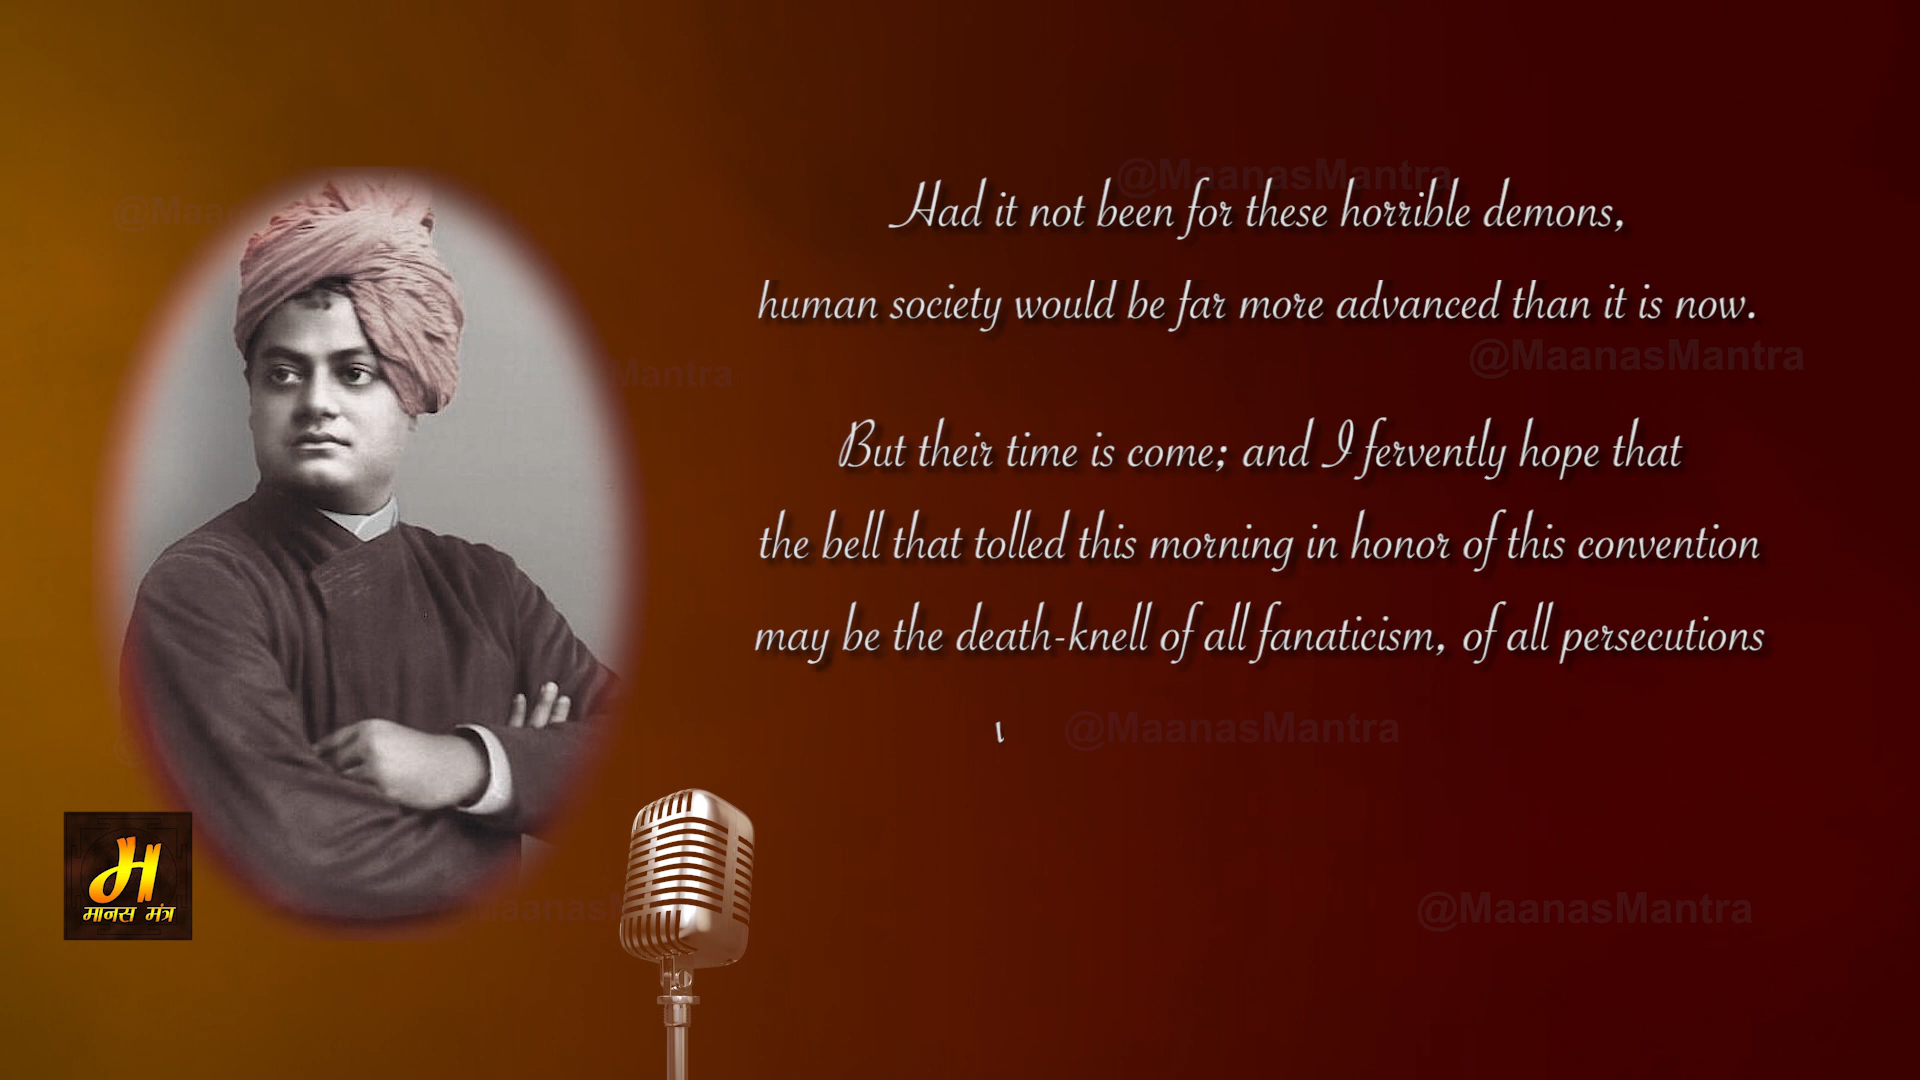 @MaanasMantra
Had it not been for these horrible demons,
human society would be far more advanced than it is now.
@MaanasMantra
Mantra
But their time is come; and I fervently hope that
the bell that tolled this morning in honor of this convention
may be the death-knell of all fanaticism, of all persecutions
@MaanasMantra
म
मानस मंत्र
@MaanasMantra